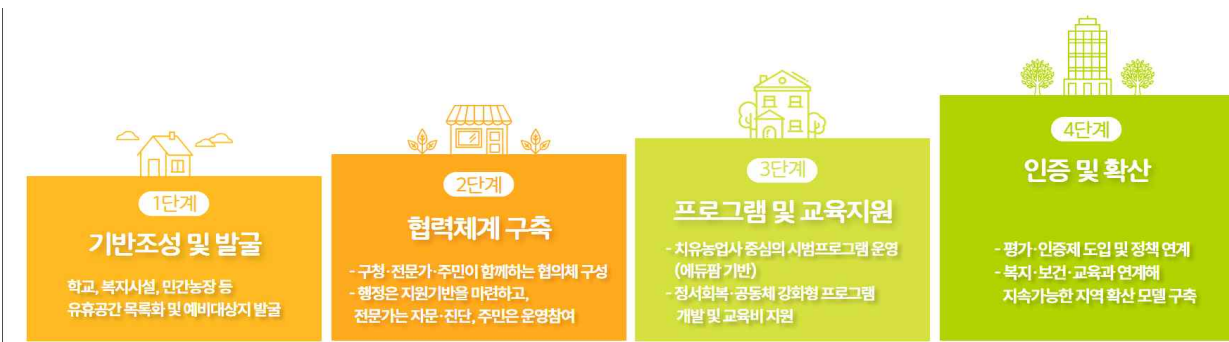 1단계
기반조성 및 발굴
학교, 복지시설, 민간농장 등
유휴공간 목록화 및 예비대상지 발굴
2단계
협력체계 구축
- 구청·전문가·주민이 함께하는 협의체 구성
- 행정은 지원기반을 마련하고,
전문가는 자문·진단, 주민은 운영참여
3단계
프로그램 및 교육지원
- 치유농업사 중심의 시범프로그램 운영
(에듀팜 기반)
- 정서회복·공동체 강화형 프로그램
개발 및 교육비 지원
4단계
인증 및 확산
- 평가·인증제 도입 및 정책 연계
- 복지·보건·교육과 연계해
지속가능한 지역 확산 모델 구축